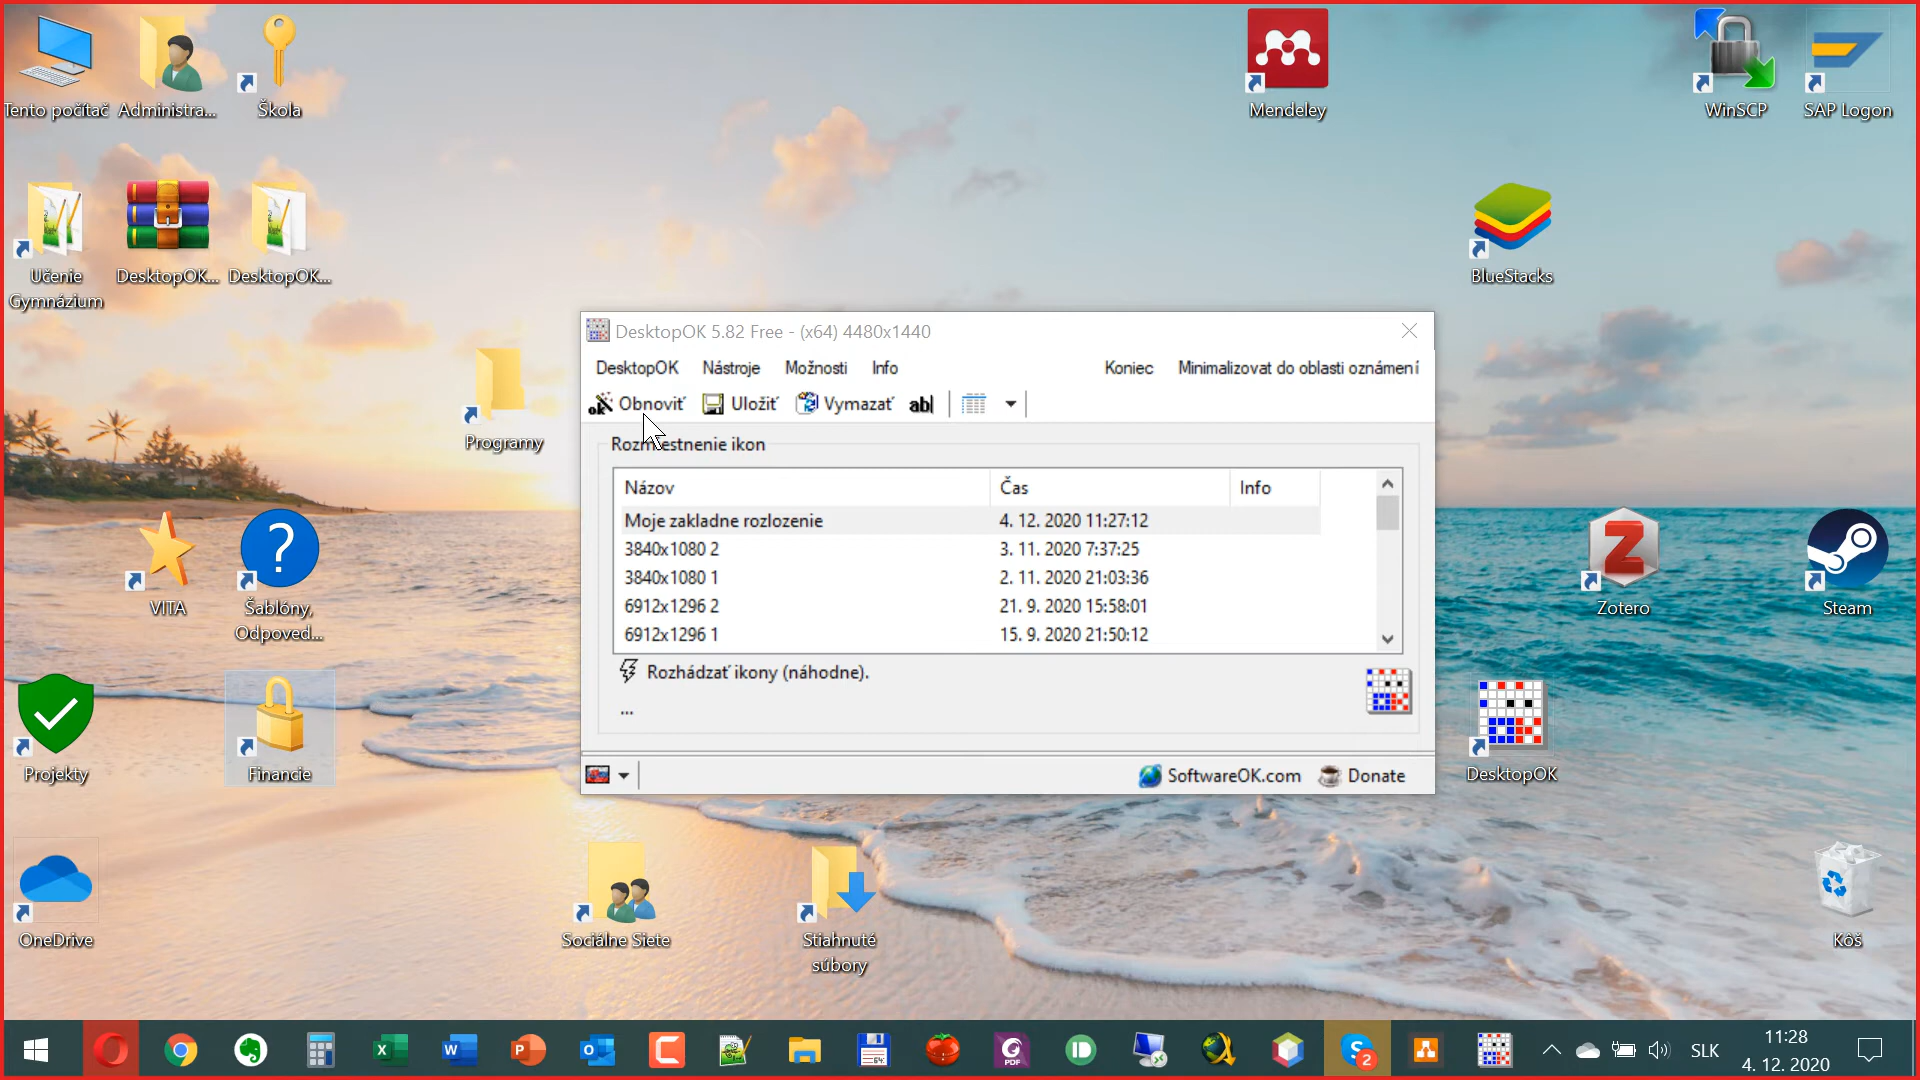 Tento počítač
Administra...
Škola
Mendeley
WinSCP
SAP Logon
Učenie
Gymnázium
DesktopOK...
DesktopOK...
BlueStacks
Programy
DesktopOK 5.82 Free - (x64) 4480x1440
DesktopOK
Nástroje
Možnosti
Info
Koniec
Minimalizovat do oblasti oznámení
Obnoviť
Uložiť
Vymazať
ab|
Rozmiestnenie ikon
Názov
Čas
Info
Moje zakladne rozlozenie
4. 12. 2020 11:27:12
3840x1080 2
3. 11. 2020 7:37:25
3840x1080 1
2. 11. 2020 21:03:36
6912x1296 2
21. 9. 2020 15:58:01
6912x1296 1
15. 9. 2020 21:50:12
Rozhádzať ikony (náhodne).
...
SoftwareOK.com
Donate
VITA
Šablóny,
Odpoved...
Zotero
Steam
Projekty
Financie
DesktopOK
OneDrive
Sociálne Siete
Stiahnuté
súbory
Kôš
SLK
11:28
4. 12. 2020